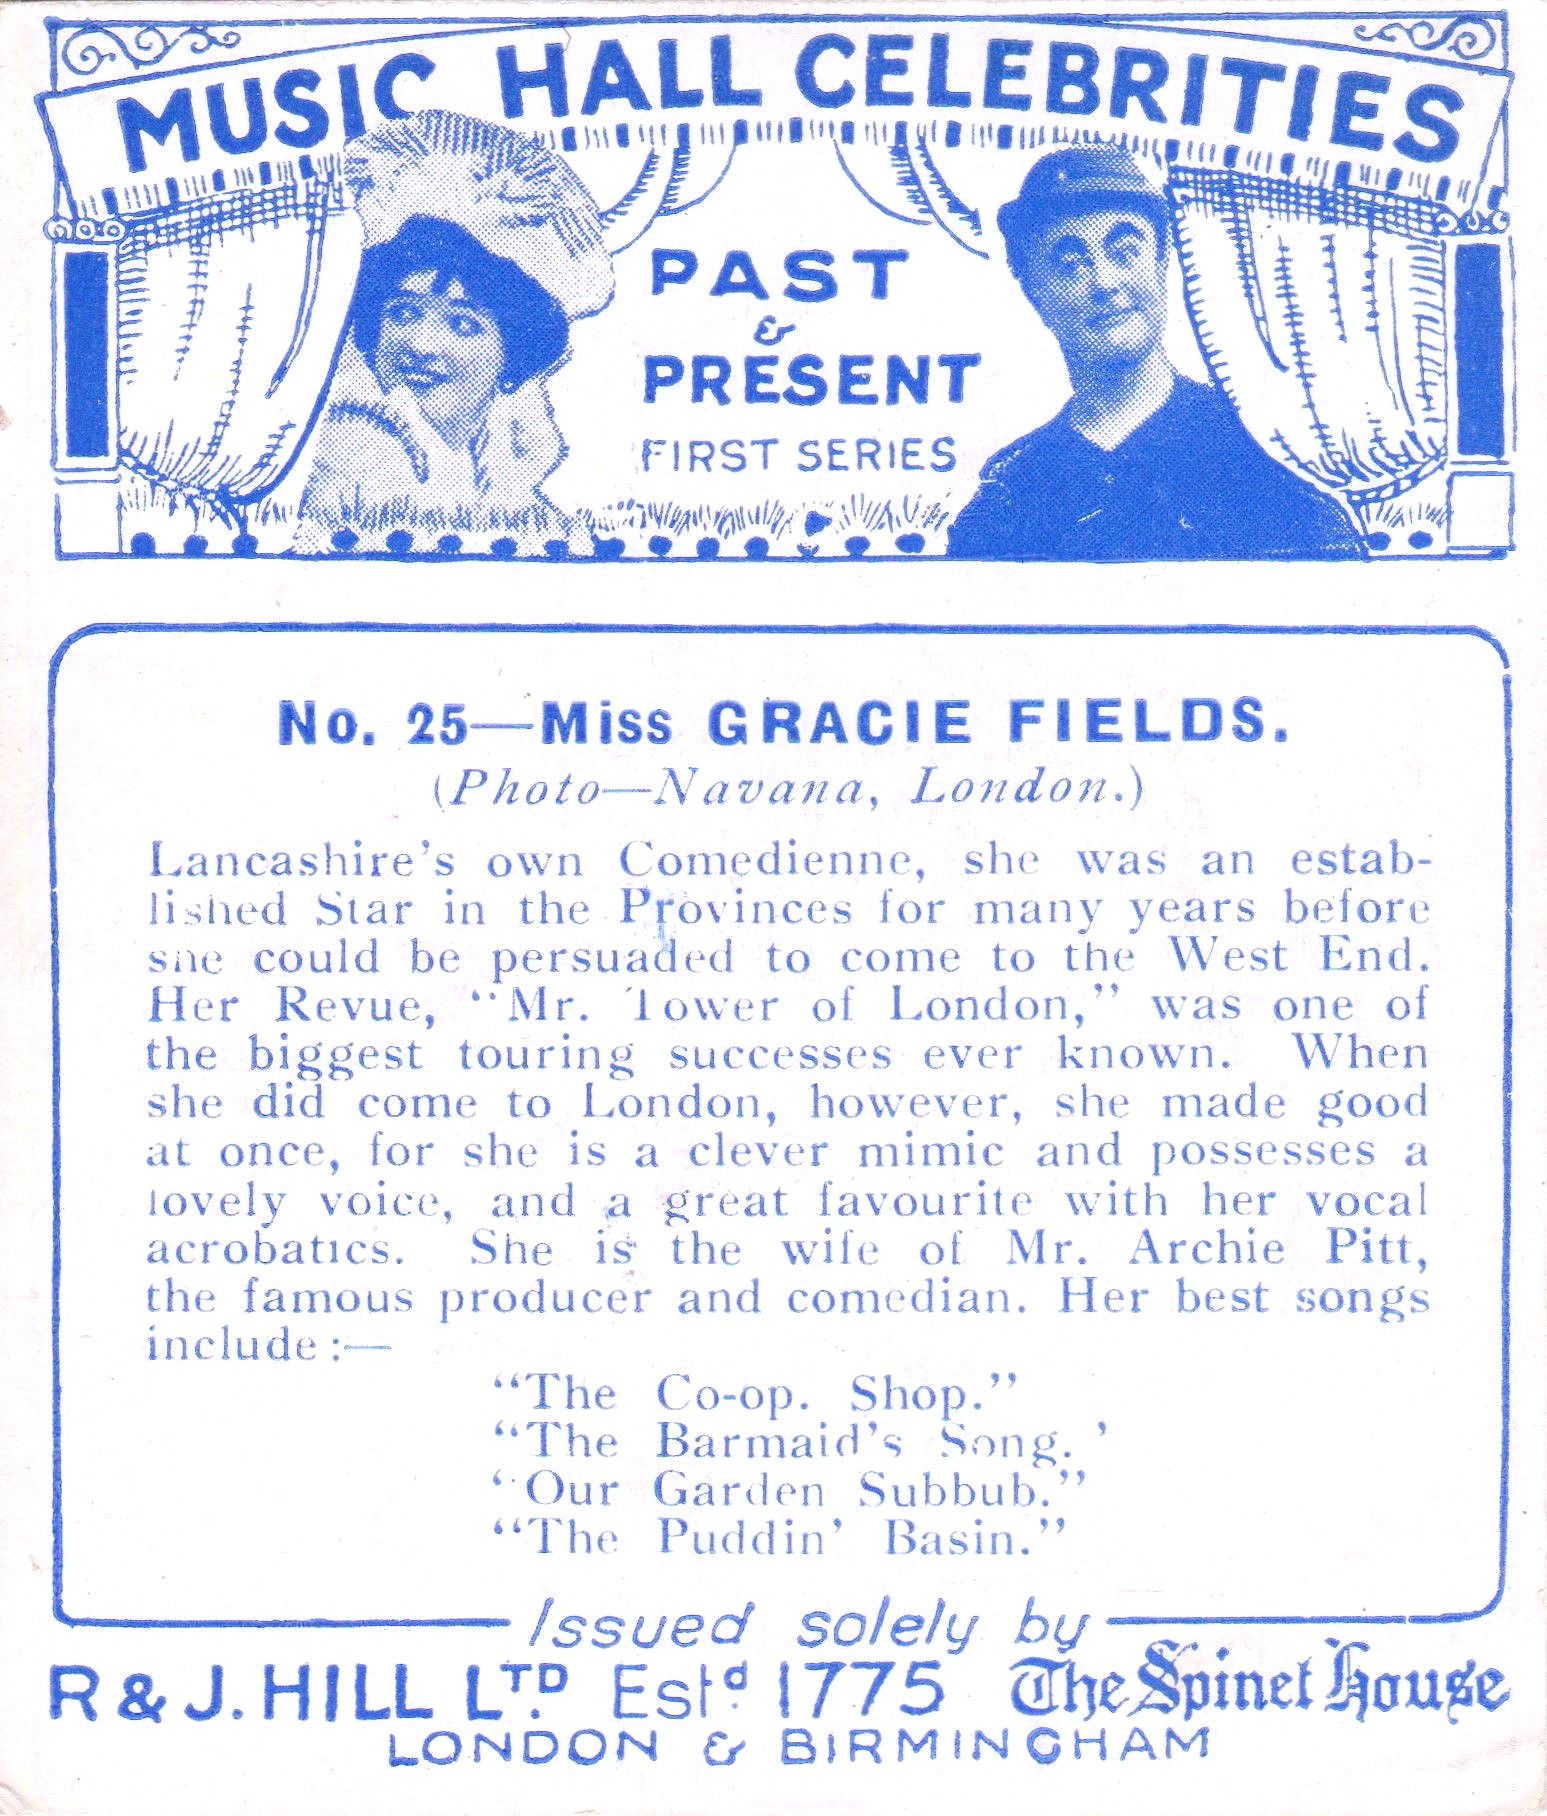 MUSIC HALL CELEBRITIES
PAST
&
PRESENT
FIRST SERIES
No. 25—Miss GRACIE FIELDS.
(Photo—Navana, London.)
Lancashire's own Comedienne, she was an estab-
lished Star in the Provinces for many years before
she could be persuaded to come to the West End.
Her Revue, "Mr. Tower of London," was one of
the biggest touring successes ever known. When
she did come to London, however, she made good
at once, for she is a clever mimic and possesses a
lovely voice, and a great favourite with her vocal
acrobatics. She is the wife of Mr. Archie Pitt,
the famous producer and comedian. Her best songs
include:—
"The Co-op. Shop."
"The Barmaid's Song.'
"Our Garden Subbub."
"The Puddin' Basin."
Issued solely by
R & J. HILL LTD. Estd. 1775 The Spinet House
LONDON & BIRMINGHAM